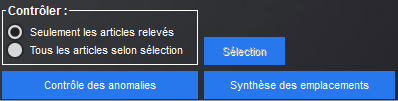 Contrôler :
Seulement les articles relevés
Tous les articles selon sélection
Sélection
Contrôle des anomalies
Synthèse des emplacements